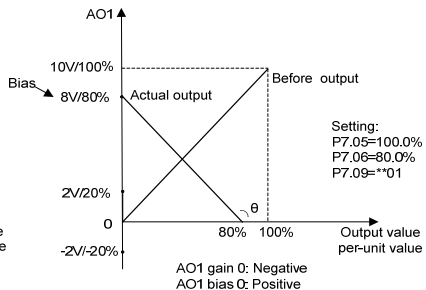 AO1
10V/100%
Before output
Bias
8V/80%
Actual output
Setting:
P7.05=100.0%
P7.06=80.0%
P7.09=**01
2V/20%
θ
0
80%
100%
Output value
per-unit value
-2V/-20%
e
e
AO1 gain 0: Negative
AO1 bias 0: Positive